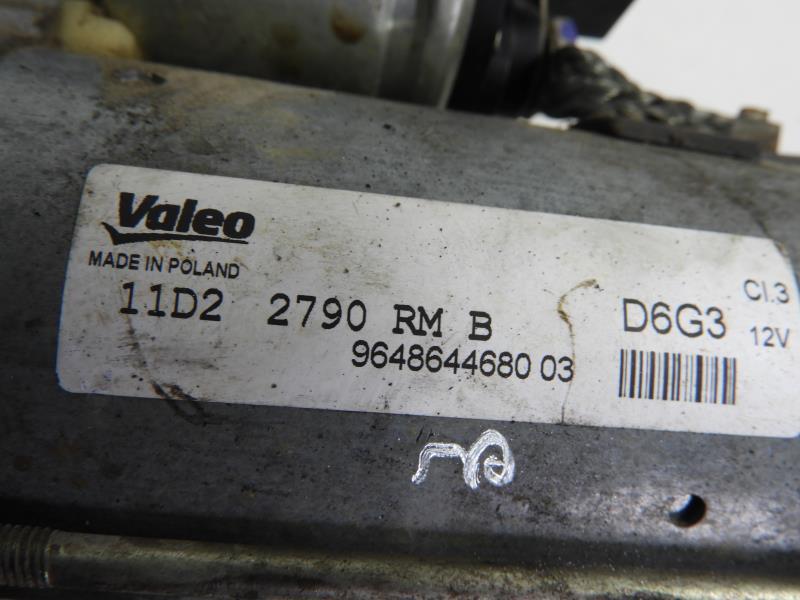 Valeo
MADE IN POLAND
11D2 2790 RM B
9648644680 03
D6G3
Cl.3
12V